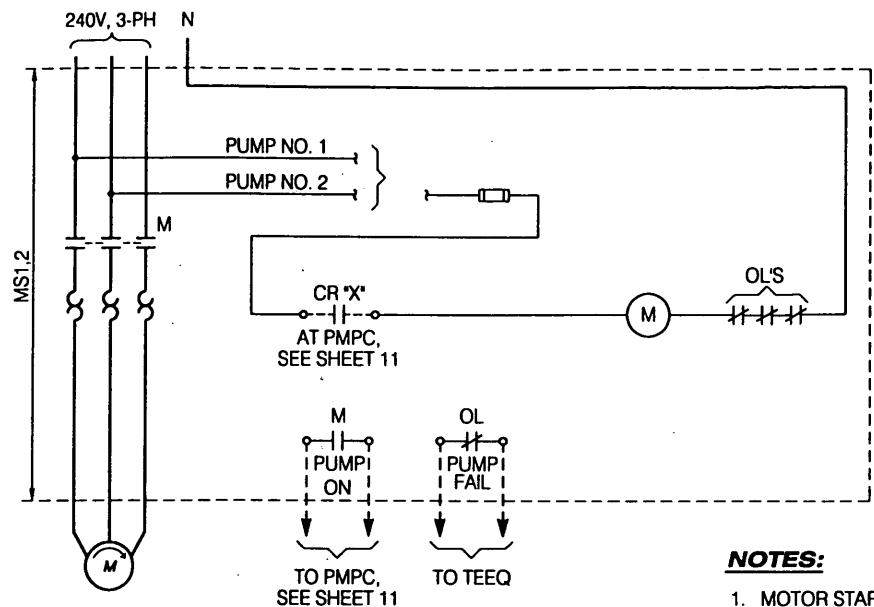 240V, 3-PH
N
PUMP NO. 1
PUMP NO. 2
M
MS1,2
CR "X"
AT PMPC,
SEE SHEET 11
M
OL'S
M
PUMP
ON
OL
PUMP
FAIL
M
TO PMPC,
SEE SHEET 11
TO TEEQ
NOTES:
1. MOTOR STAR